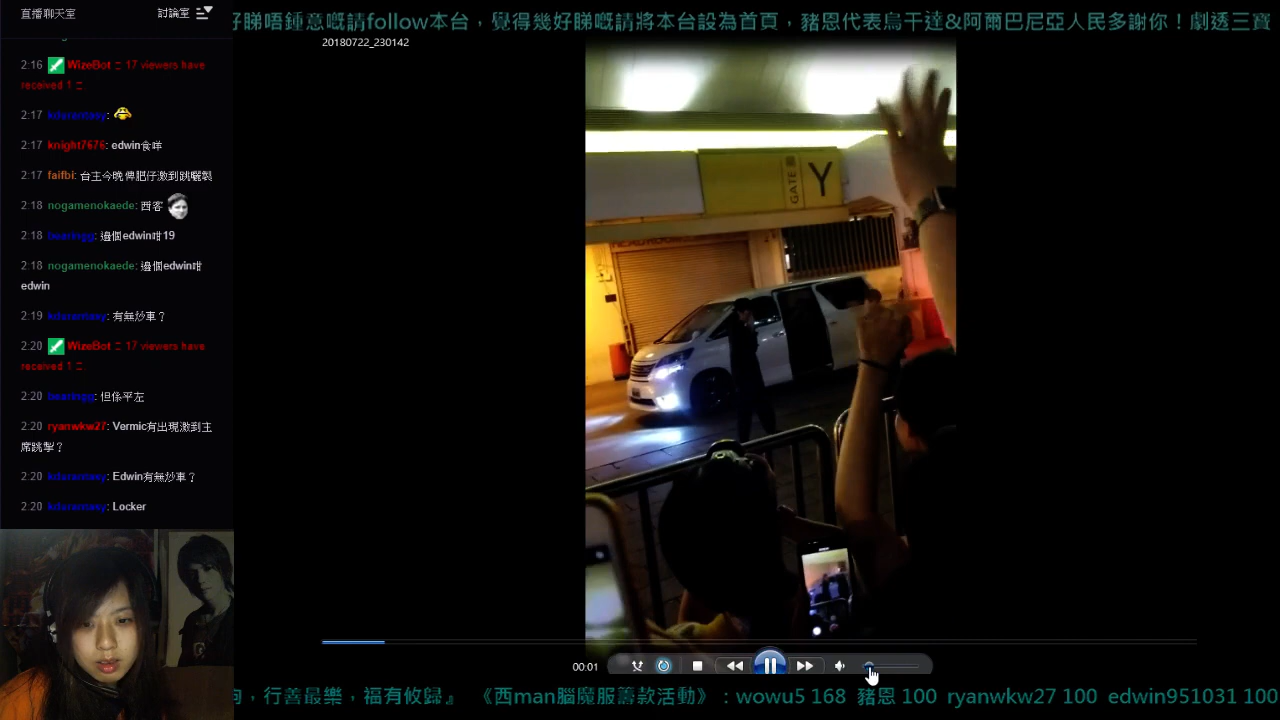 直播聊天室
討論室
好睇唔鍾意嘅請follow本台，覺得幾好睇嘅請將本台設為首頁，豬恩代表烏干達&阿爾巴尼亞人民多謝你！劇透三寶
20180722_230142
2:16 WizeBot :: 17 viewers have
received 1 ::
2:17 kduranaasy:
2:17 knight7676: edwin食咩
2:17 faifbi: 台主今晚俾肥仔激到跳曬掣
2:18 nogamenokaede: 西客
2:18 bearingg: 邊個edwin咁19
2:18 nogamenokaede: 邊個edwin咁
edwin
2:19 有無炒車？
2:20 WizeBot :: 17 viewers have
received 1 ::
2:20 bearingg: 但係平左
2:20 ryanwkw27: Vermic有出現激到主
席跳掣？
2:20 Edwin有無炒車？
2:20 Locker
GATE Y
00:01
，行善最樂，福有攸歸』 《西man腦魔服籌款活動》：wowu5 168 豬恩 100 ryanwkw27 100 edwin951031 100